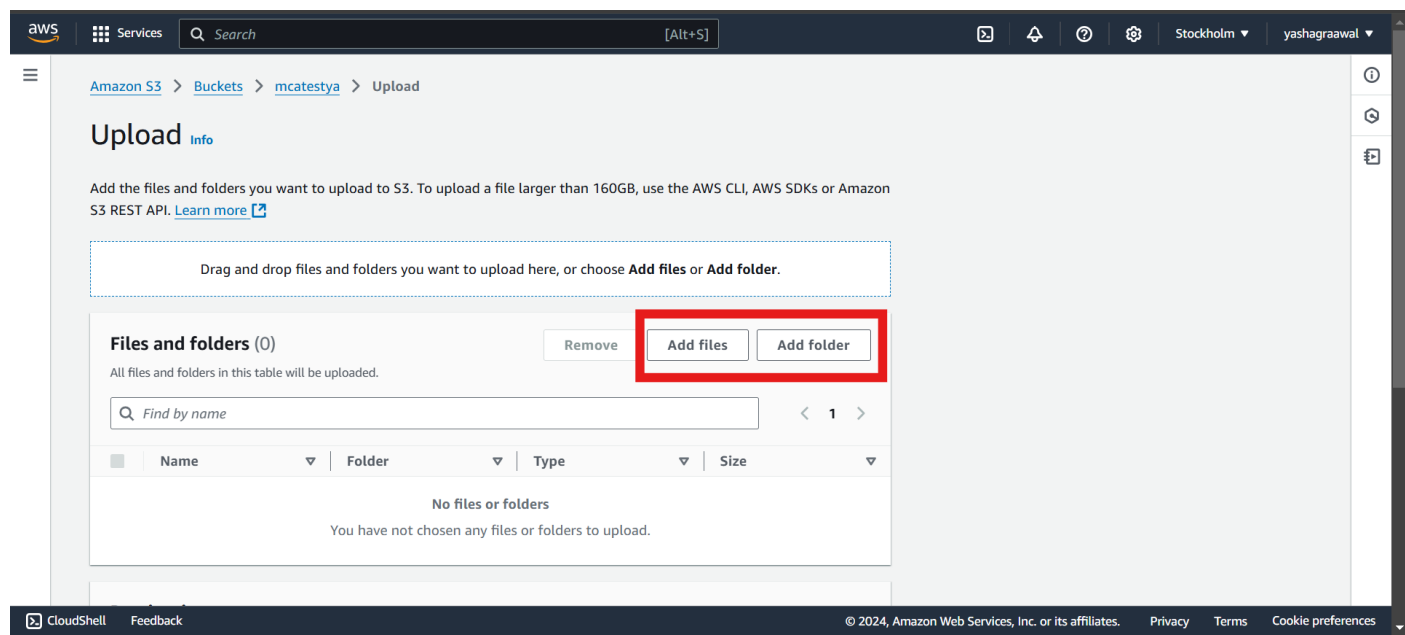 aws
Services
Search [Alt+S]
Stockholm
yashagraawal
Amazon S3 > Buckets > mcatestya > Upload
Upload Info
Add the files and folders you want to upload to S3. To upload a file larger than 160GB, use the AWS CLI, AWS SDKs or Amazon
S3 REST API. Learn more
Drag and drop files and folders you want to upload here, or choose Add files or Add folder.
Files and folders (0)
Remove
Add files
Add folder
All files and folders in this table will be uploaded.
Find by name
1
Name Folder Type Size
No files or folders
You have not chosen any files or folders to upload.
CloudShell Feedback © 2024, Amazon Web Services, Inc. or its affiliates. Privacy Terms Cookie preferences